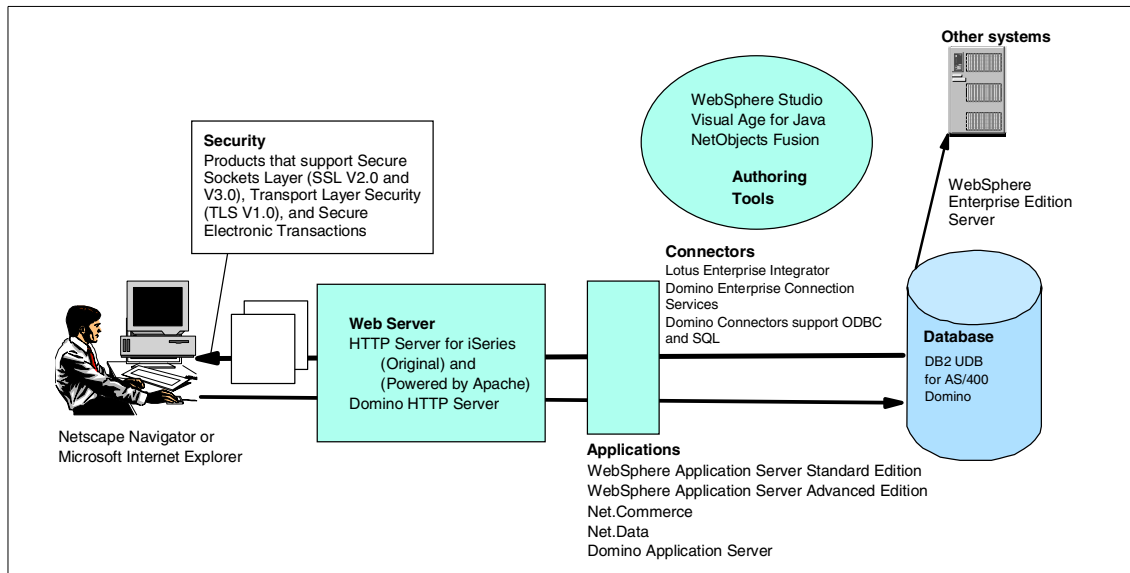 Other systems
WebSphere Studio
Visual Age for Java
NetObjects Fusion
Authoring
Tools
Security
Products that support Secure
Sockets Layer (SSL V2.0 and
V3.0), Transport Layer Security
(TLS V1.0), and Secure
Electronic Transactions
WebSphere
Enterprise Edition
Server
Connectors
Lotus Enterprise Integrator
Domino Enterprise Connection
Services
Domino Connectors support ODBC
and SQL
Web Server
HTTP Server for iSeries
(Original) and
(Powered by Apache)
Domino HTTP Server
Database
DB2 UDB
for AS/400
Domino
Netscape Navigator or
Microsoft Internet Explorer
Applications
WebSphere Application Server Standard Edition
WebSphere Application Server Advanced Edition
Net.Commerce
Net.Data
Domino Application Server